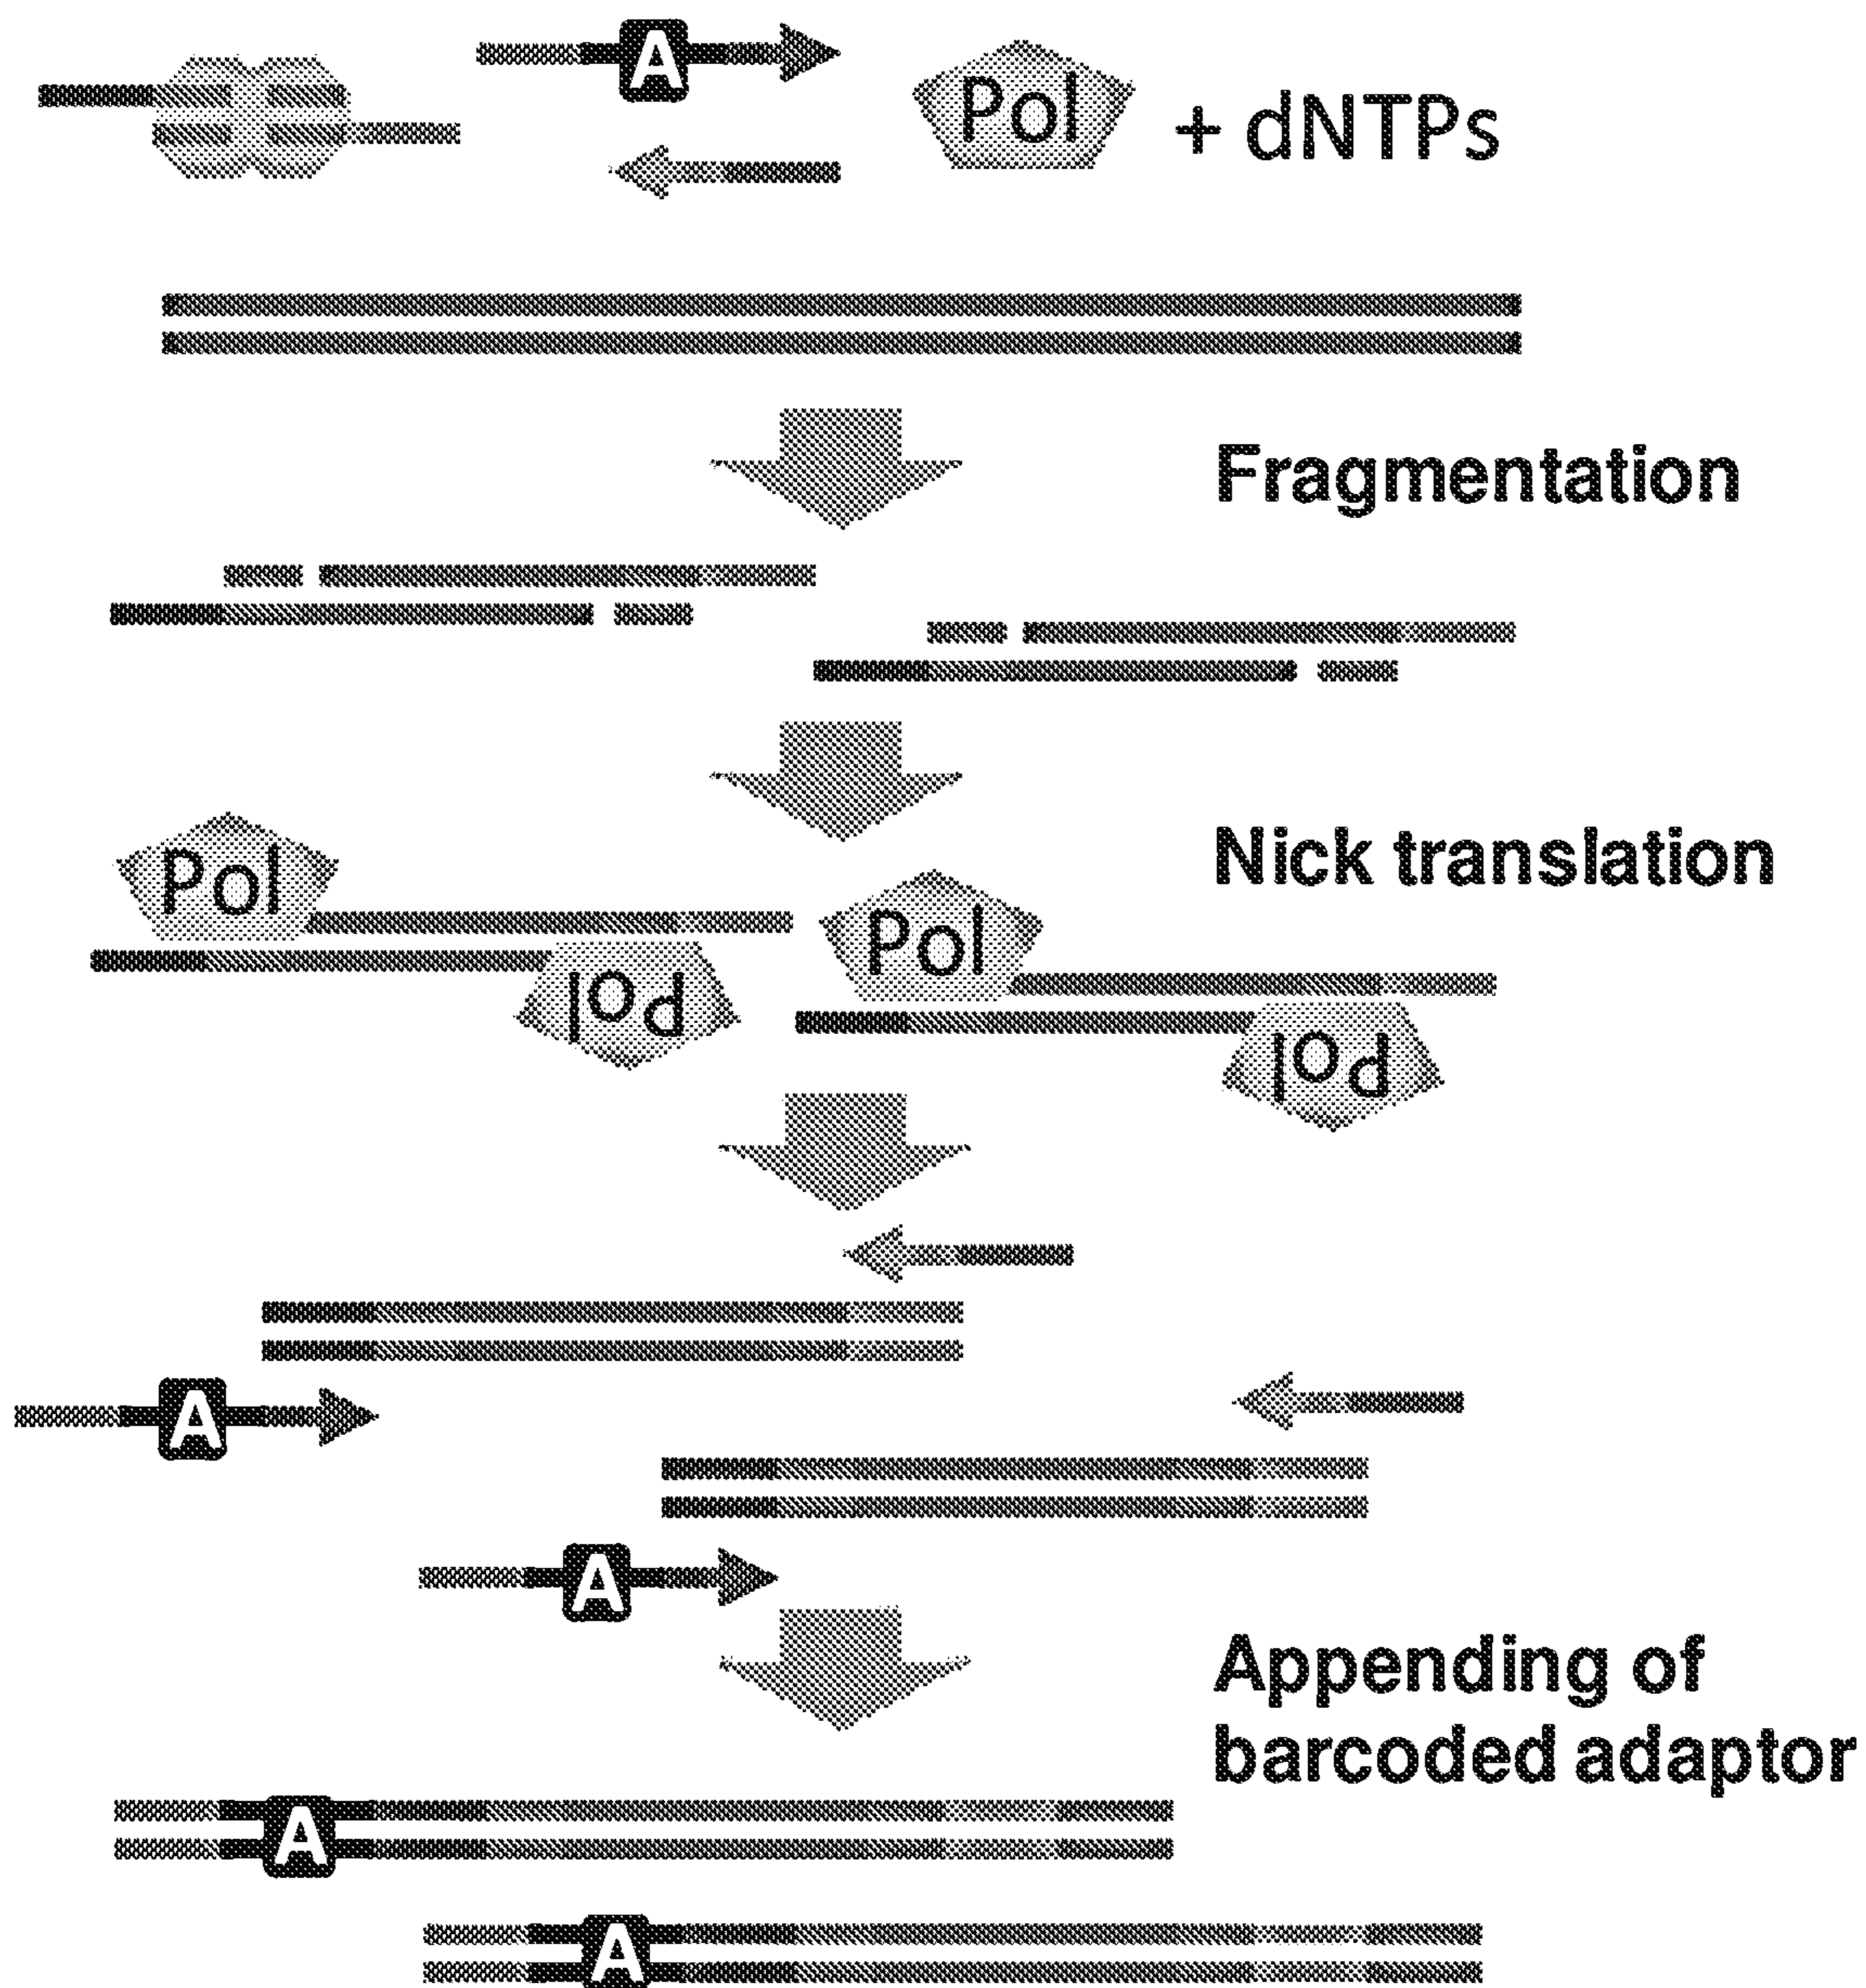 A
Pol + dNTPs
Fragmentation
Pol
Nick translation
Pol
Pol
Pol
A
A
Appending of
barcoded adaptor
A
A